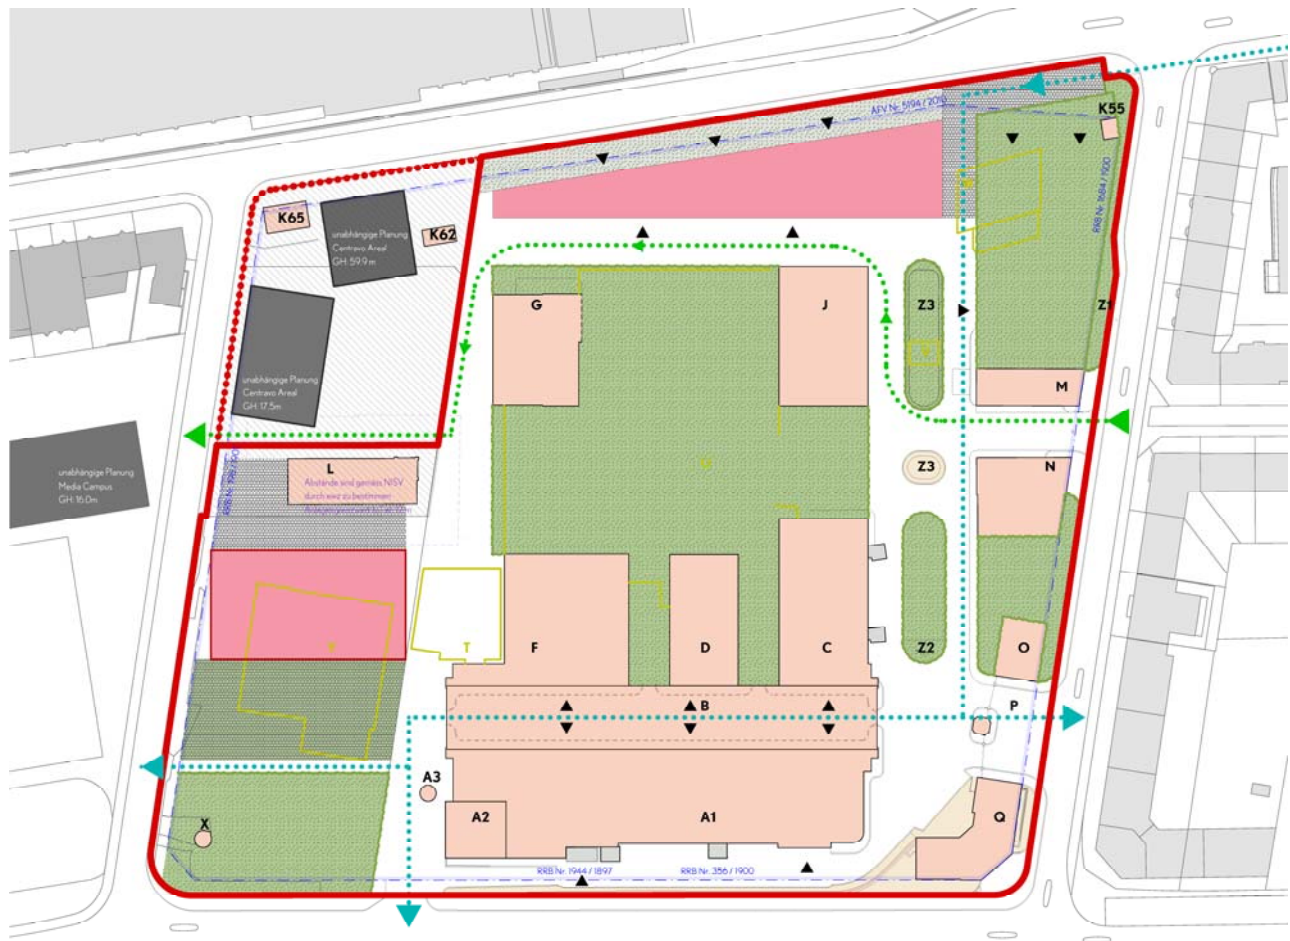 AFV Nr. 5194 / 2016
K55
K65
unabhängige Planung
Centravo Areal
GH: 59.9 m
K62
RRB Nr. 1684 / 1900
G
J
Z3
Z1
unabhängige Planung
Centravo Areal
GH: 17.5m
M
unabhängige Planung
Media Campus
GH: 16.0m
L
Abstände sind gemäss NISV
durch ewz zu bestimmen
U
Z3
N
R
T
F
D
C
Z2
O
B
P
A3
X
A2
A1
Q
RRB Nr. 1944 / 1897
RRB Nr. 356 / 1900